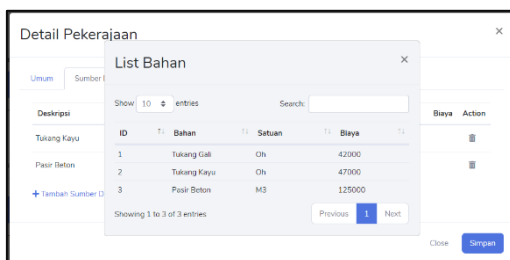 Detail Pekerjaan ×
Umum Sumber D
Deskripsi Biaya Action
Tukang Kayu
Pasir Beton
+ Tambah Sumber D
Close Simpan
List Bahan ×
Show 10 entries Search:
ID Bahan Satuan Biaya
1 Tukang Gali Oh 42000
2 Tukang Kayu Oh 47000
3 Pasir Beton M3 125000
Showing 1 to 3 of 3 entries Previous 1 Next